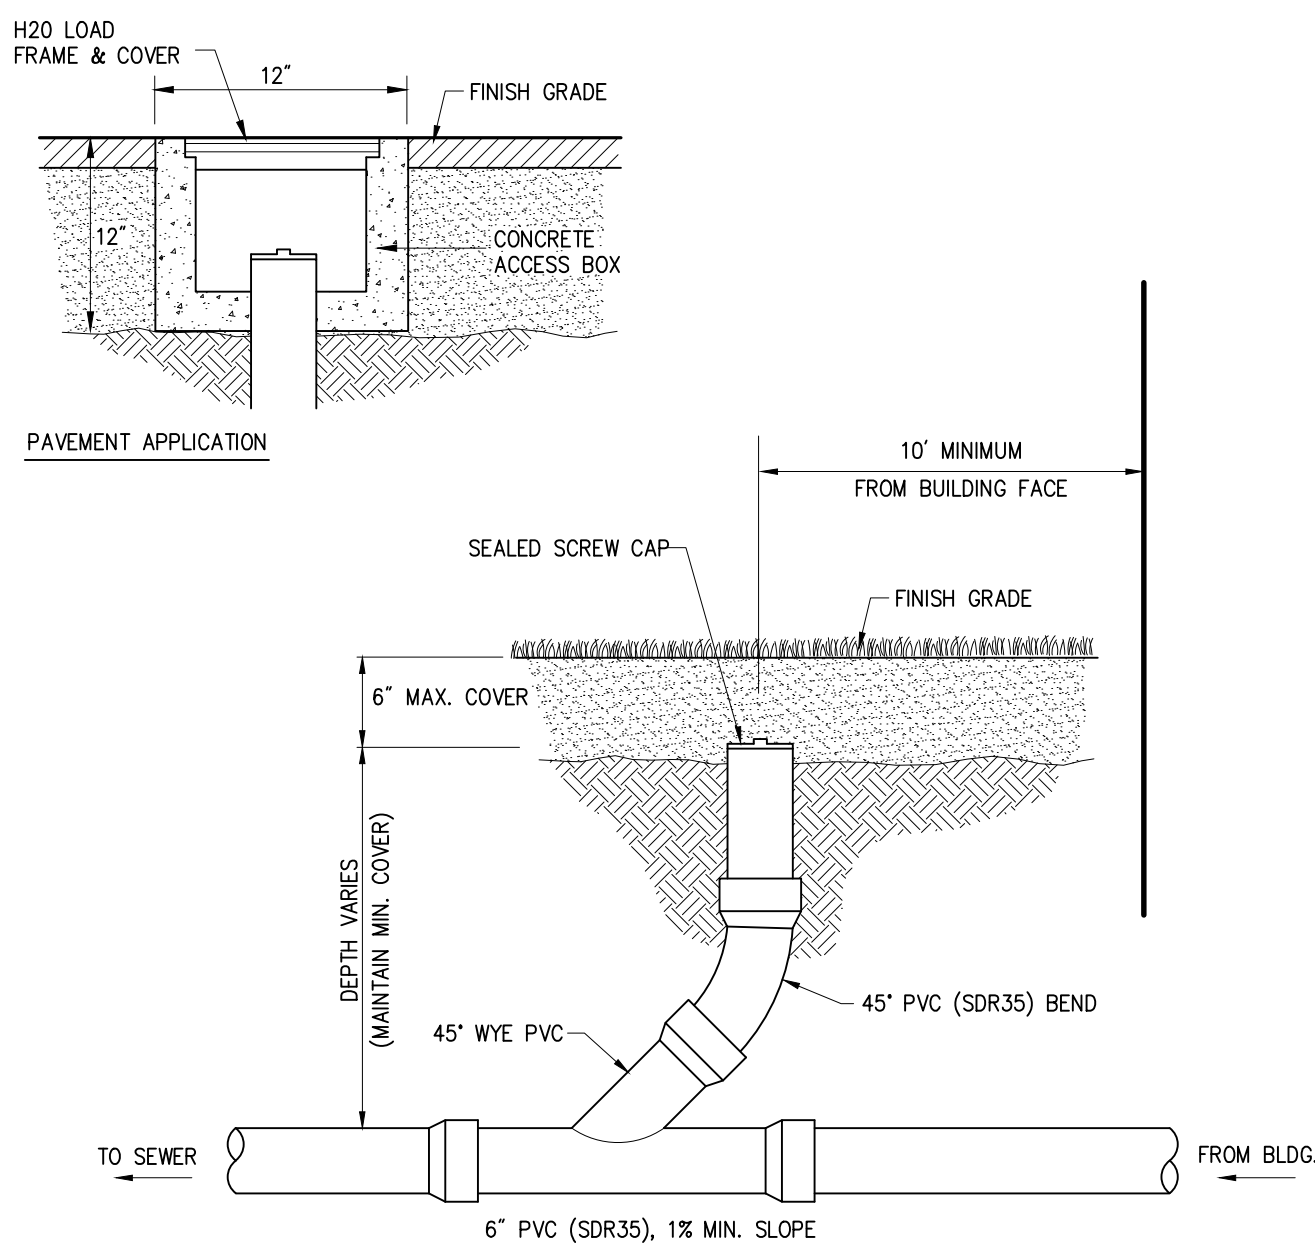 H20 LOAD
FRAME & COVER
12"
FINISH GRADE
12"
CONCRETE
ACCESS BOX
PAVEMENT APPLICATION
10' MINIMUM
FROM BUILDING FACE
SEALED SCREW CAP
FINISH GRADE
6" MAX. COVER
DEPTH VARIES
(MAINTAIN MIN. COVER)
45° PVC (SDR35) BEND
45° WYE PVC
TO SEWER
FROM BLDG.
6" PVC (SDR35), 1% MIN. SLOPE